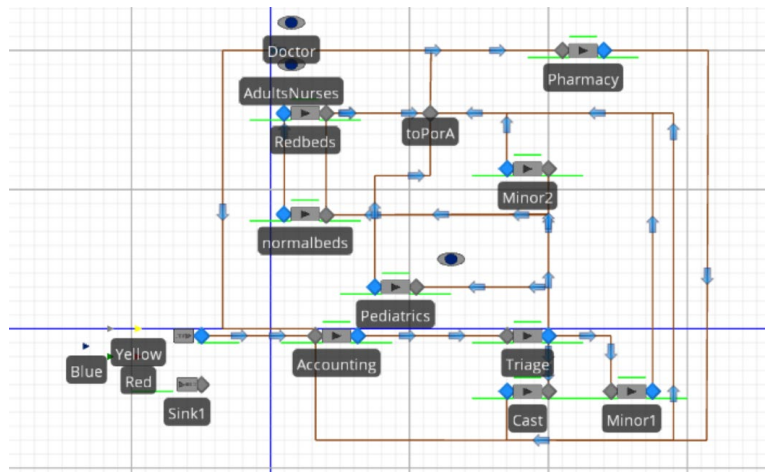 Doctor
Pharmacy
AdultsNurses
toPorA
Redbeds
Minor2
normalbeds
Pediatrics
Yellow
Accounting
Triage
Blue
Red
Sink1
Cast
Minor1